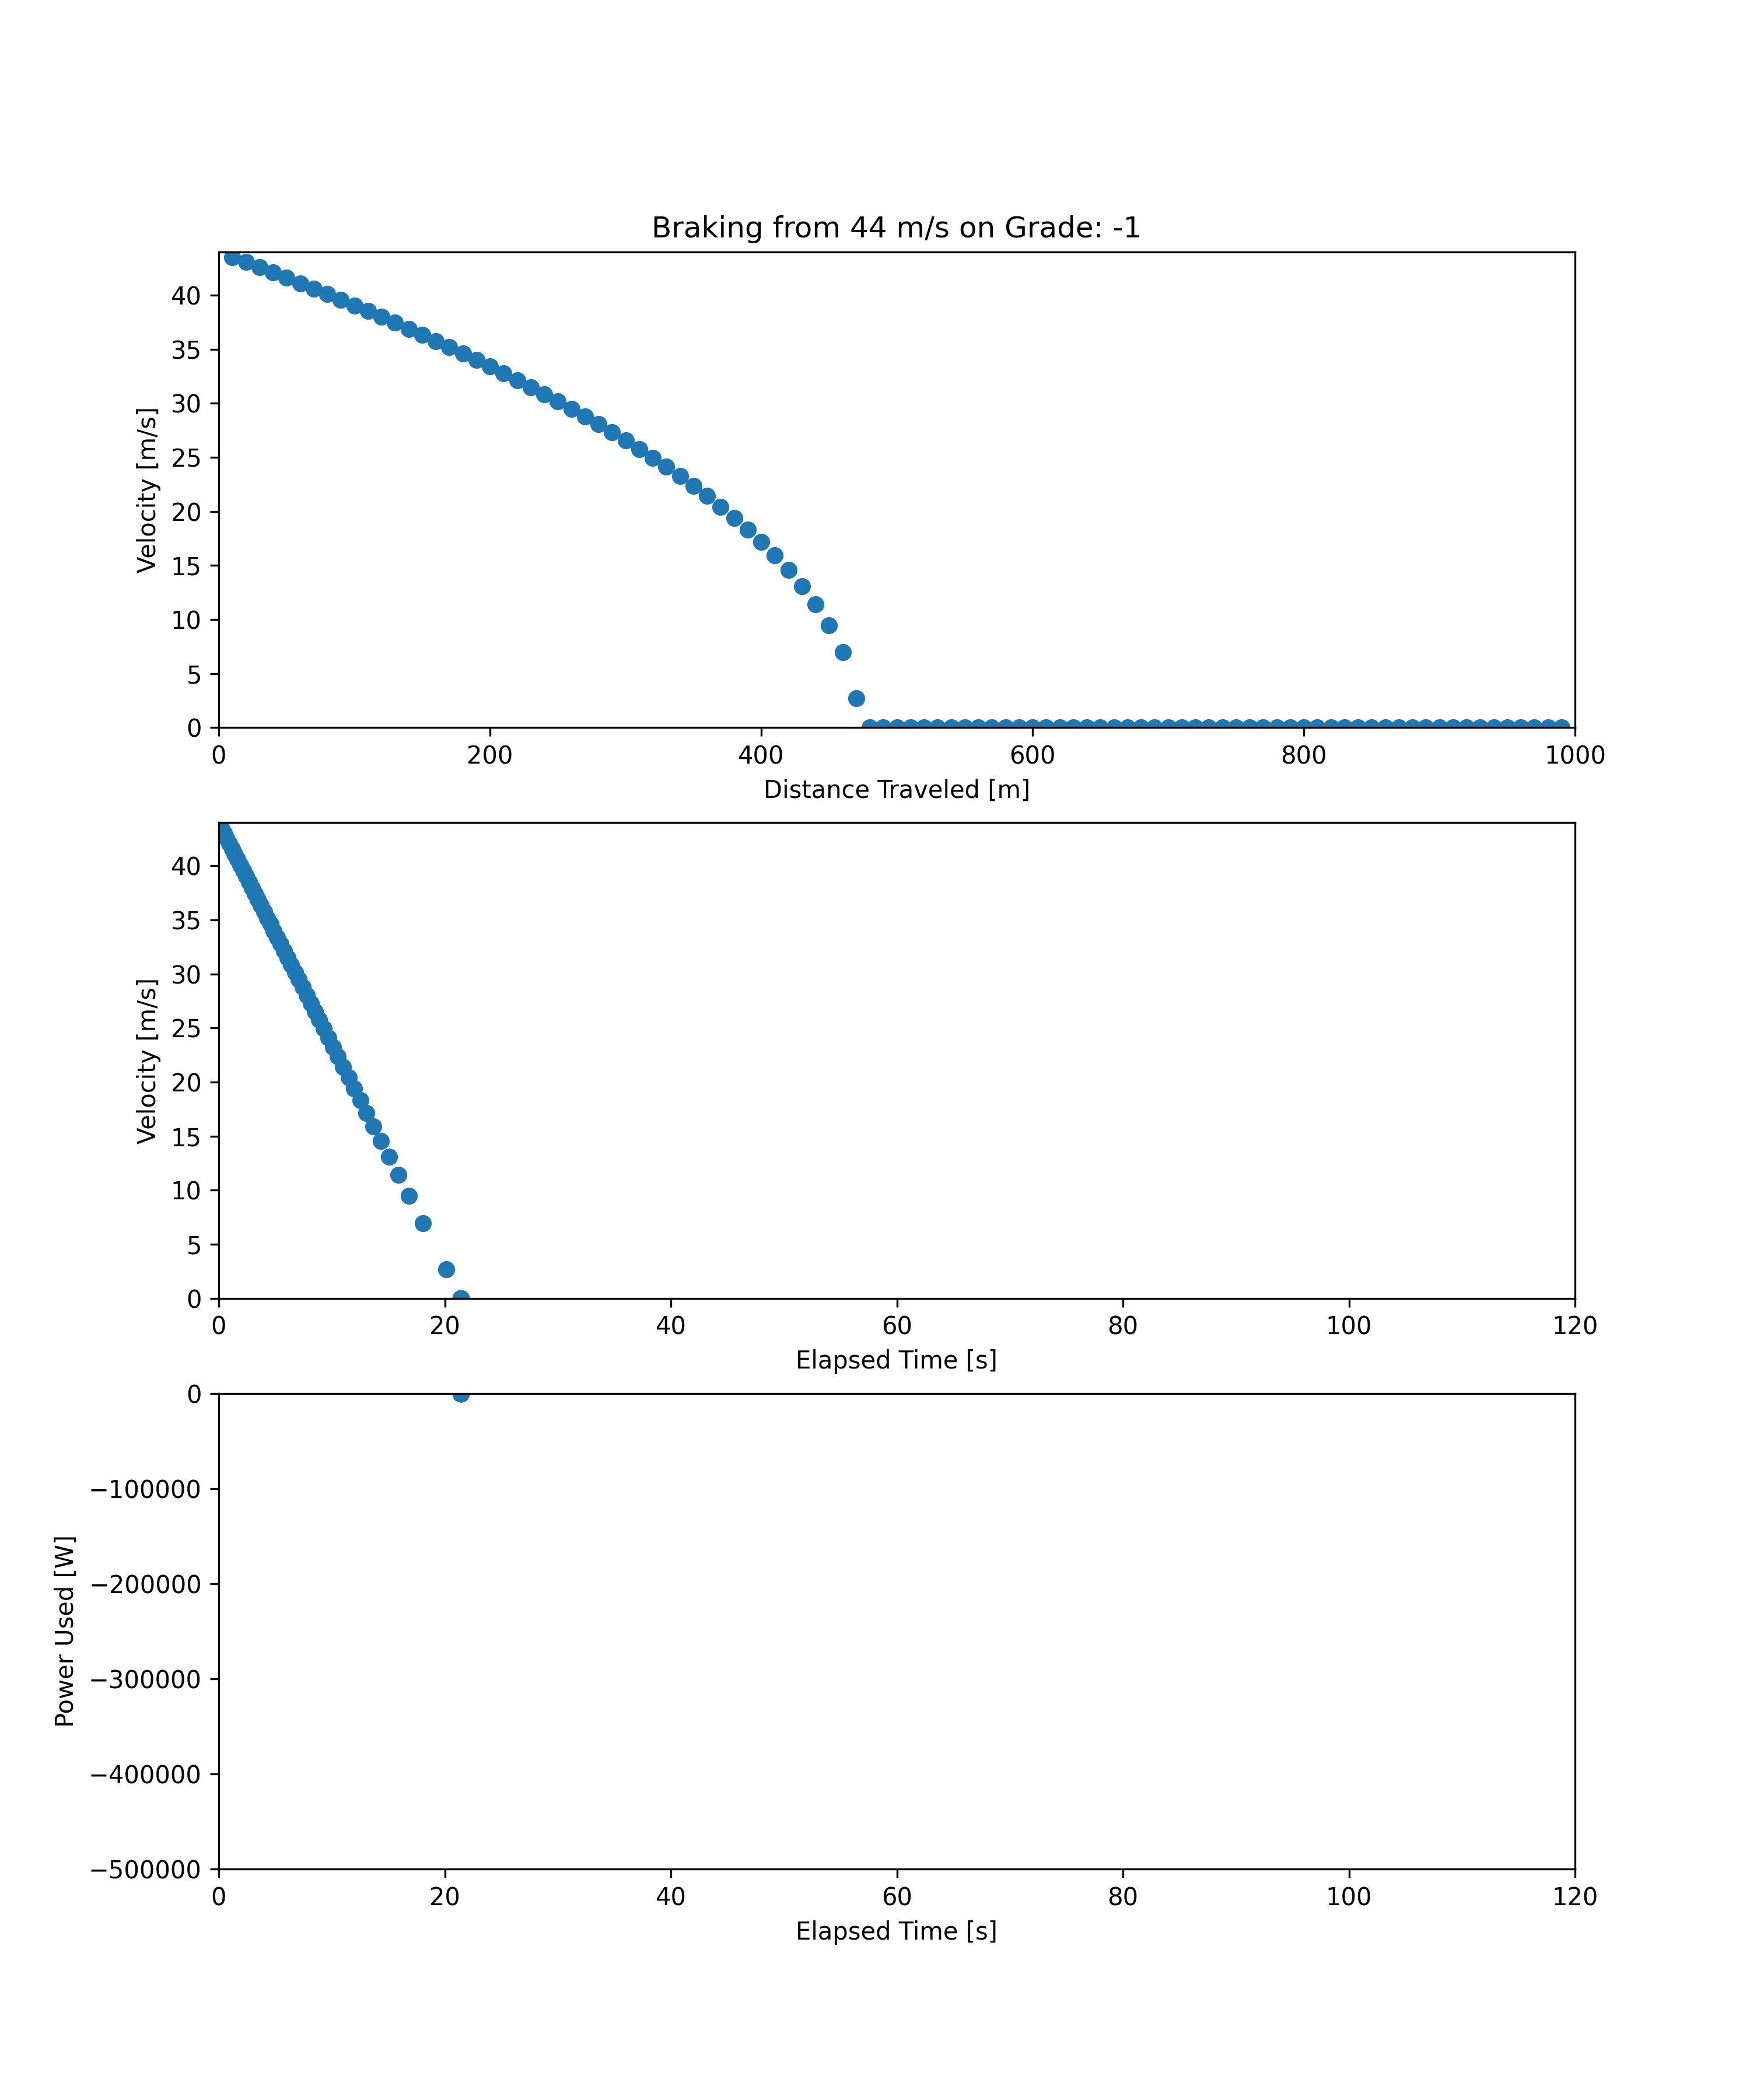 Braking from 44 m/s on Grade: -1
40
35
30
25
20
15
10
5
0
Velocity [m/s]
0 200 400 600 800 1000
Distance Traveled [m]
40
35
30
25
20
15
10
5
0
Velocity [m/s]
0 20 40 60 80 100 120
Elapsed Time [s]
0
−100000
−200000
−300000
−400000
−500000
Power Used [W]
0 20 40 60 80 100 120
Elapsed Time [s]